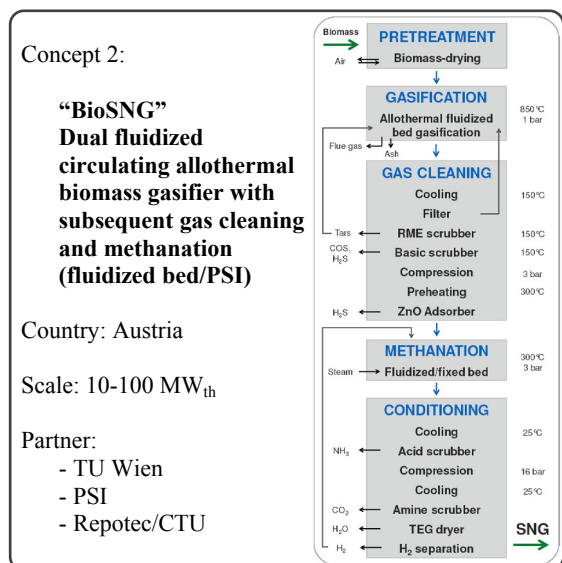 Concept 2:
“BioSNG”
Dual fluidized
circulating allothermal
biomass gasifier with
subsequent gas cleaning
and methanation
(fluidized bed/PSI)
Country: Austria
Scale: 10-100 MWth
Partner:
- TU Wien
- PSI
- Repotec/CTU
Biomass
PRETREATMENT
Air
Biomass-drying
GASIFICATION
850°C
Allothermal fluidized
1 bar
bed gasification
Flue gas
Ash
GAS CLEANING
Cooling
150°C
Filter
Tars
RME scrubber
150°C
COS,
H2S
Basic scrubber
150°C
Compression
3 bar
Preheating
300°C
H2S
ZnO Adsorber
METHANATION
300°C
Steam
Fluidized/fixed bed
3 bar
CONDITIONING
Cooling
25°C
NH3
Acid scrubber
Compression
16 bar
Cooling
25°C
CO2
Amine scrubber
H2O
TEG dryer
SNG
H2
H2 separation